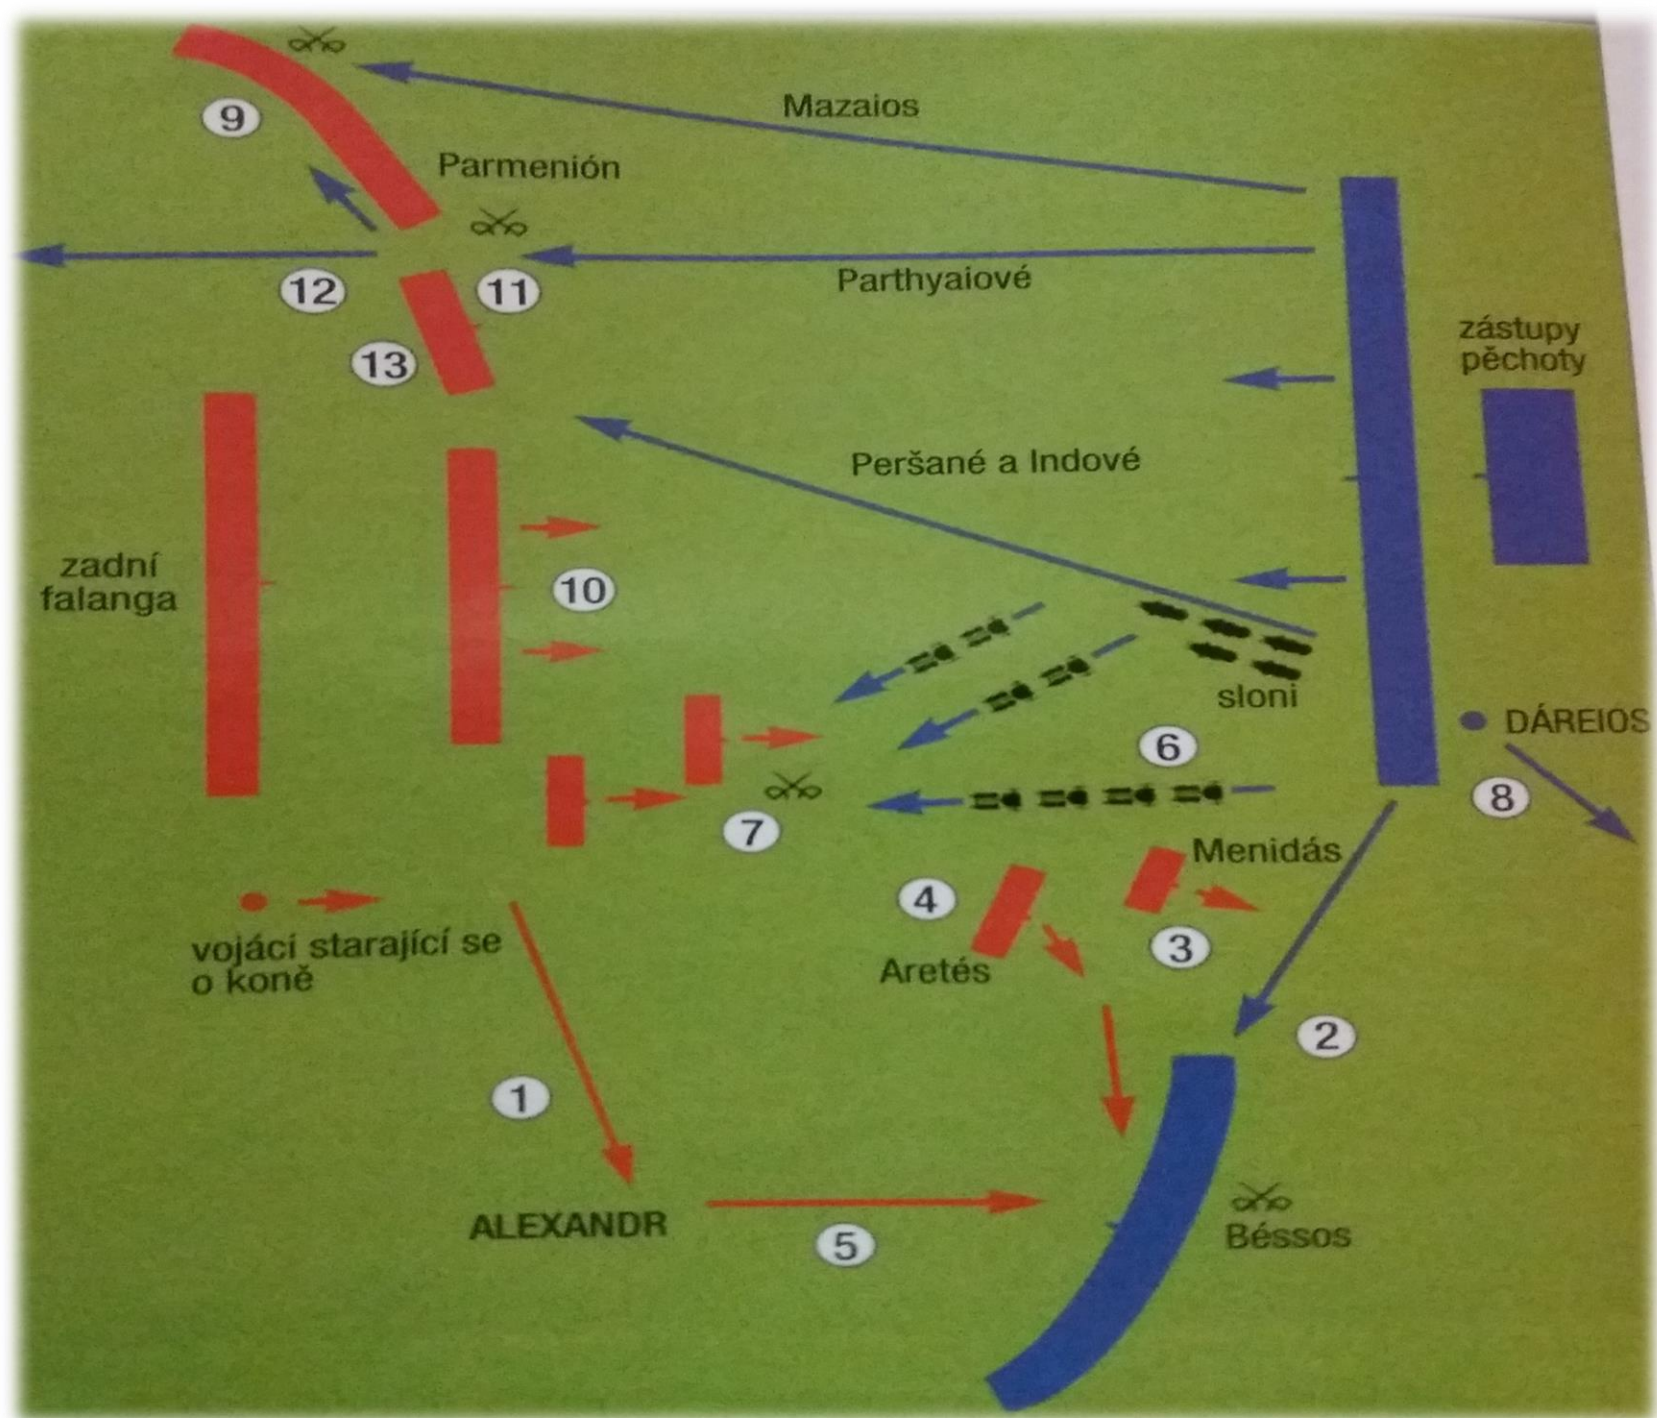 Mazaios
9
Parmenión
12
11
Parthyaiové
13
zástupy
pěchoty
Peršané a Indové
zadní
falanga
10
sloni
DÁREIOS
6
8
7
Menidás
4
3
vojáci starající se
o koně
Aretés
2
1
ALEXANDR
5
Béssos